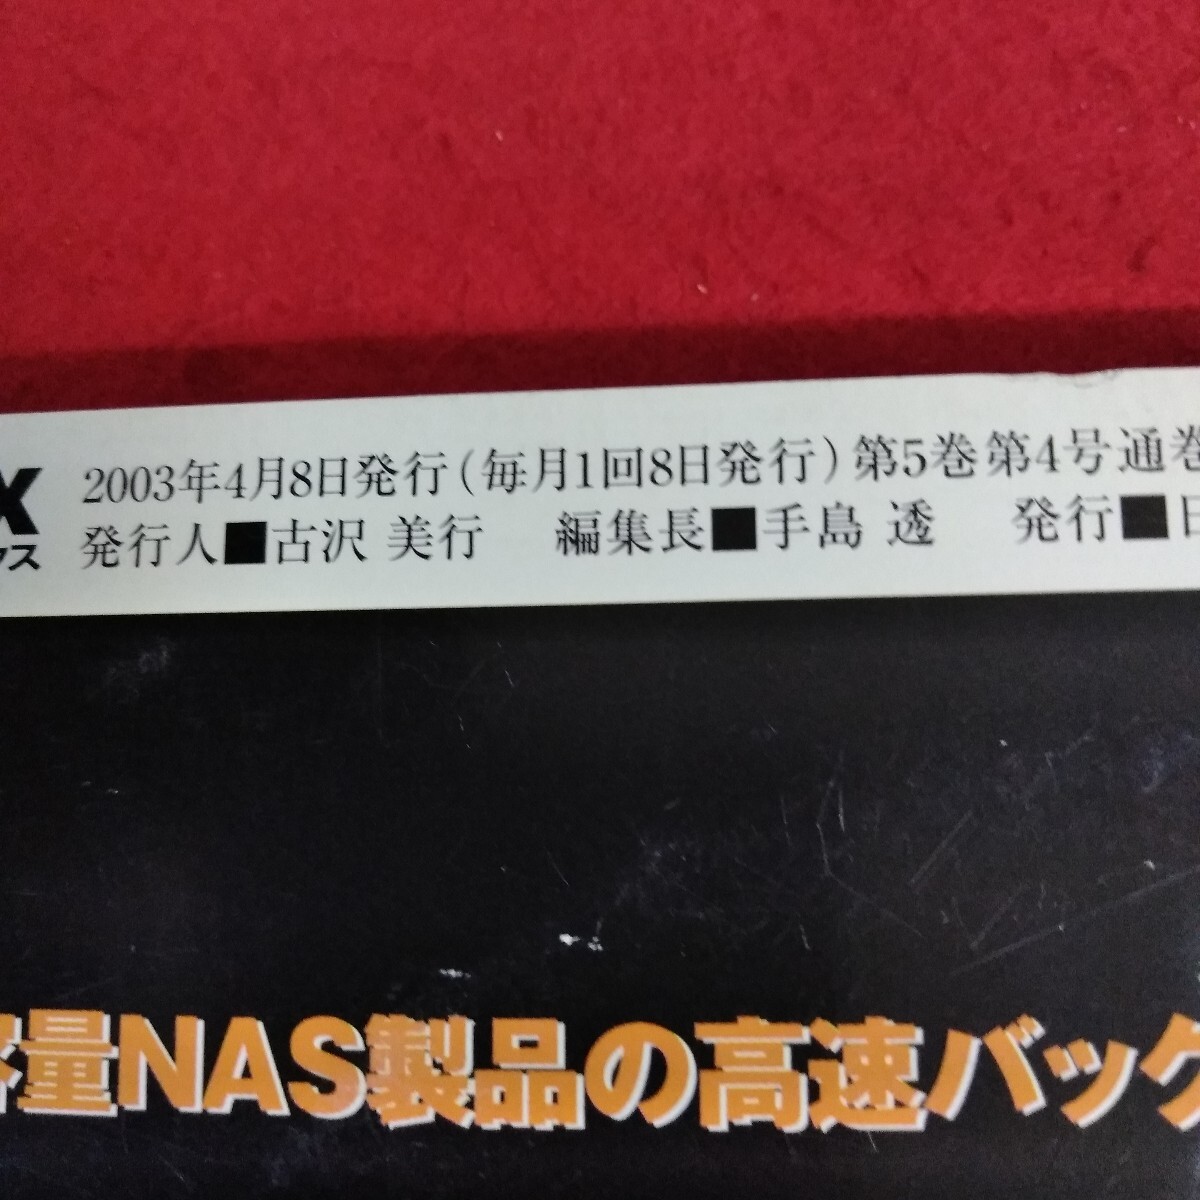 X 2003年4月8日発行(毎月1回8日発行)第5巻第4号通巻
発行人■古沢 美行 編集長■手島 透 発行■日
容量NAS製品の高速バック